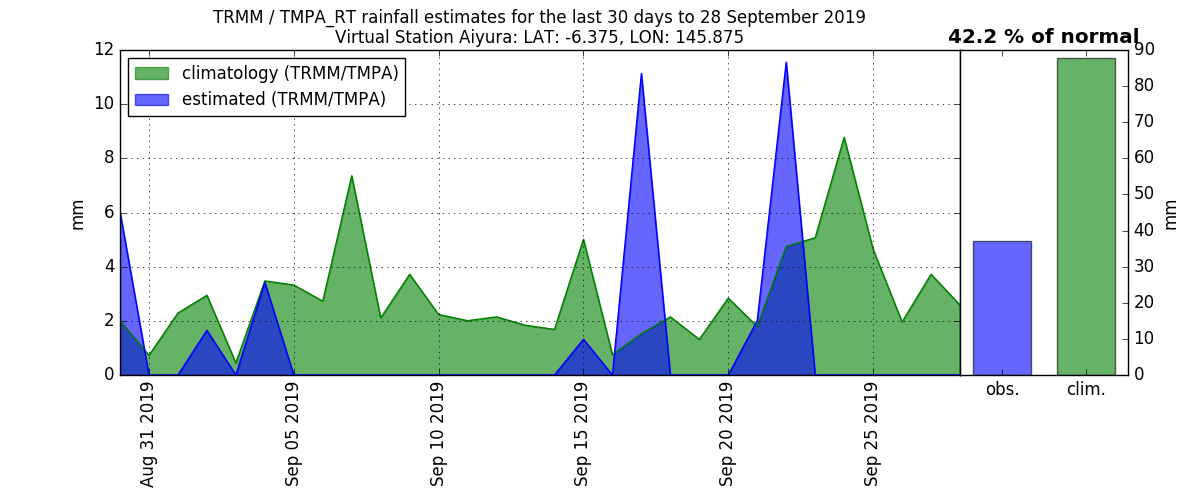 TRMM / TMPA_RT rainfall estimates for the last 30 days to 28 September 2019
Virtual Station Aiyura: LAT: -6.375, LON: 145.875
42.2 % of normal
climatology (TRMM/TMPA)
estimated (TRMM/TMPA)
12
10
8
6
4
2
0
mm
Aug 31 2019
Sep 05 2019
Sep 10 2019
Sep 15 2019
Sep 20 2019
Sep 25 2019
90
80
70
60
50
40
30
20
10
0
mm
obs.
clim.